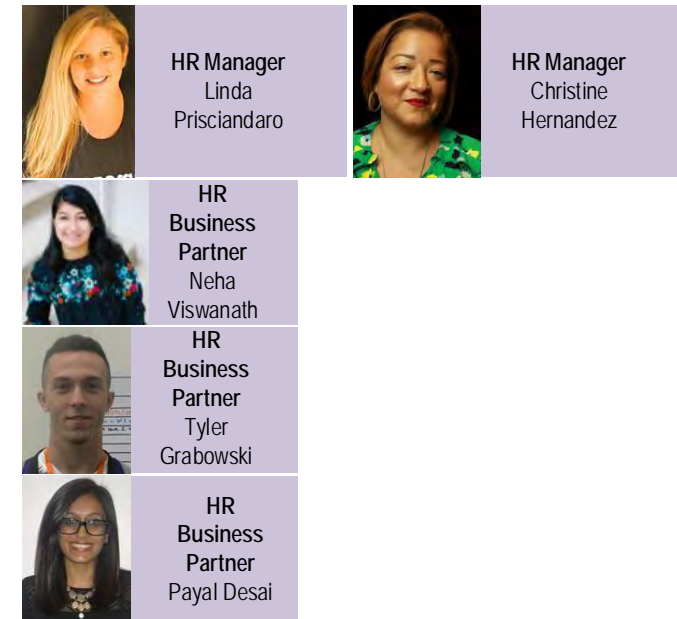 HR Manager
Linda
Prisciandaro
HR Manager
Christine
Hernandez
HR
Business
Partner
Neha
Viswanath
HR
Business
Partner
Tyler
Grabowski
HR
Business
Partner
Payal Desai